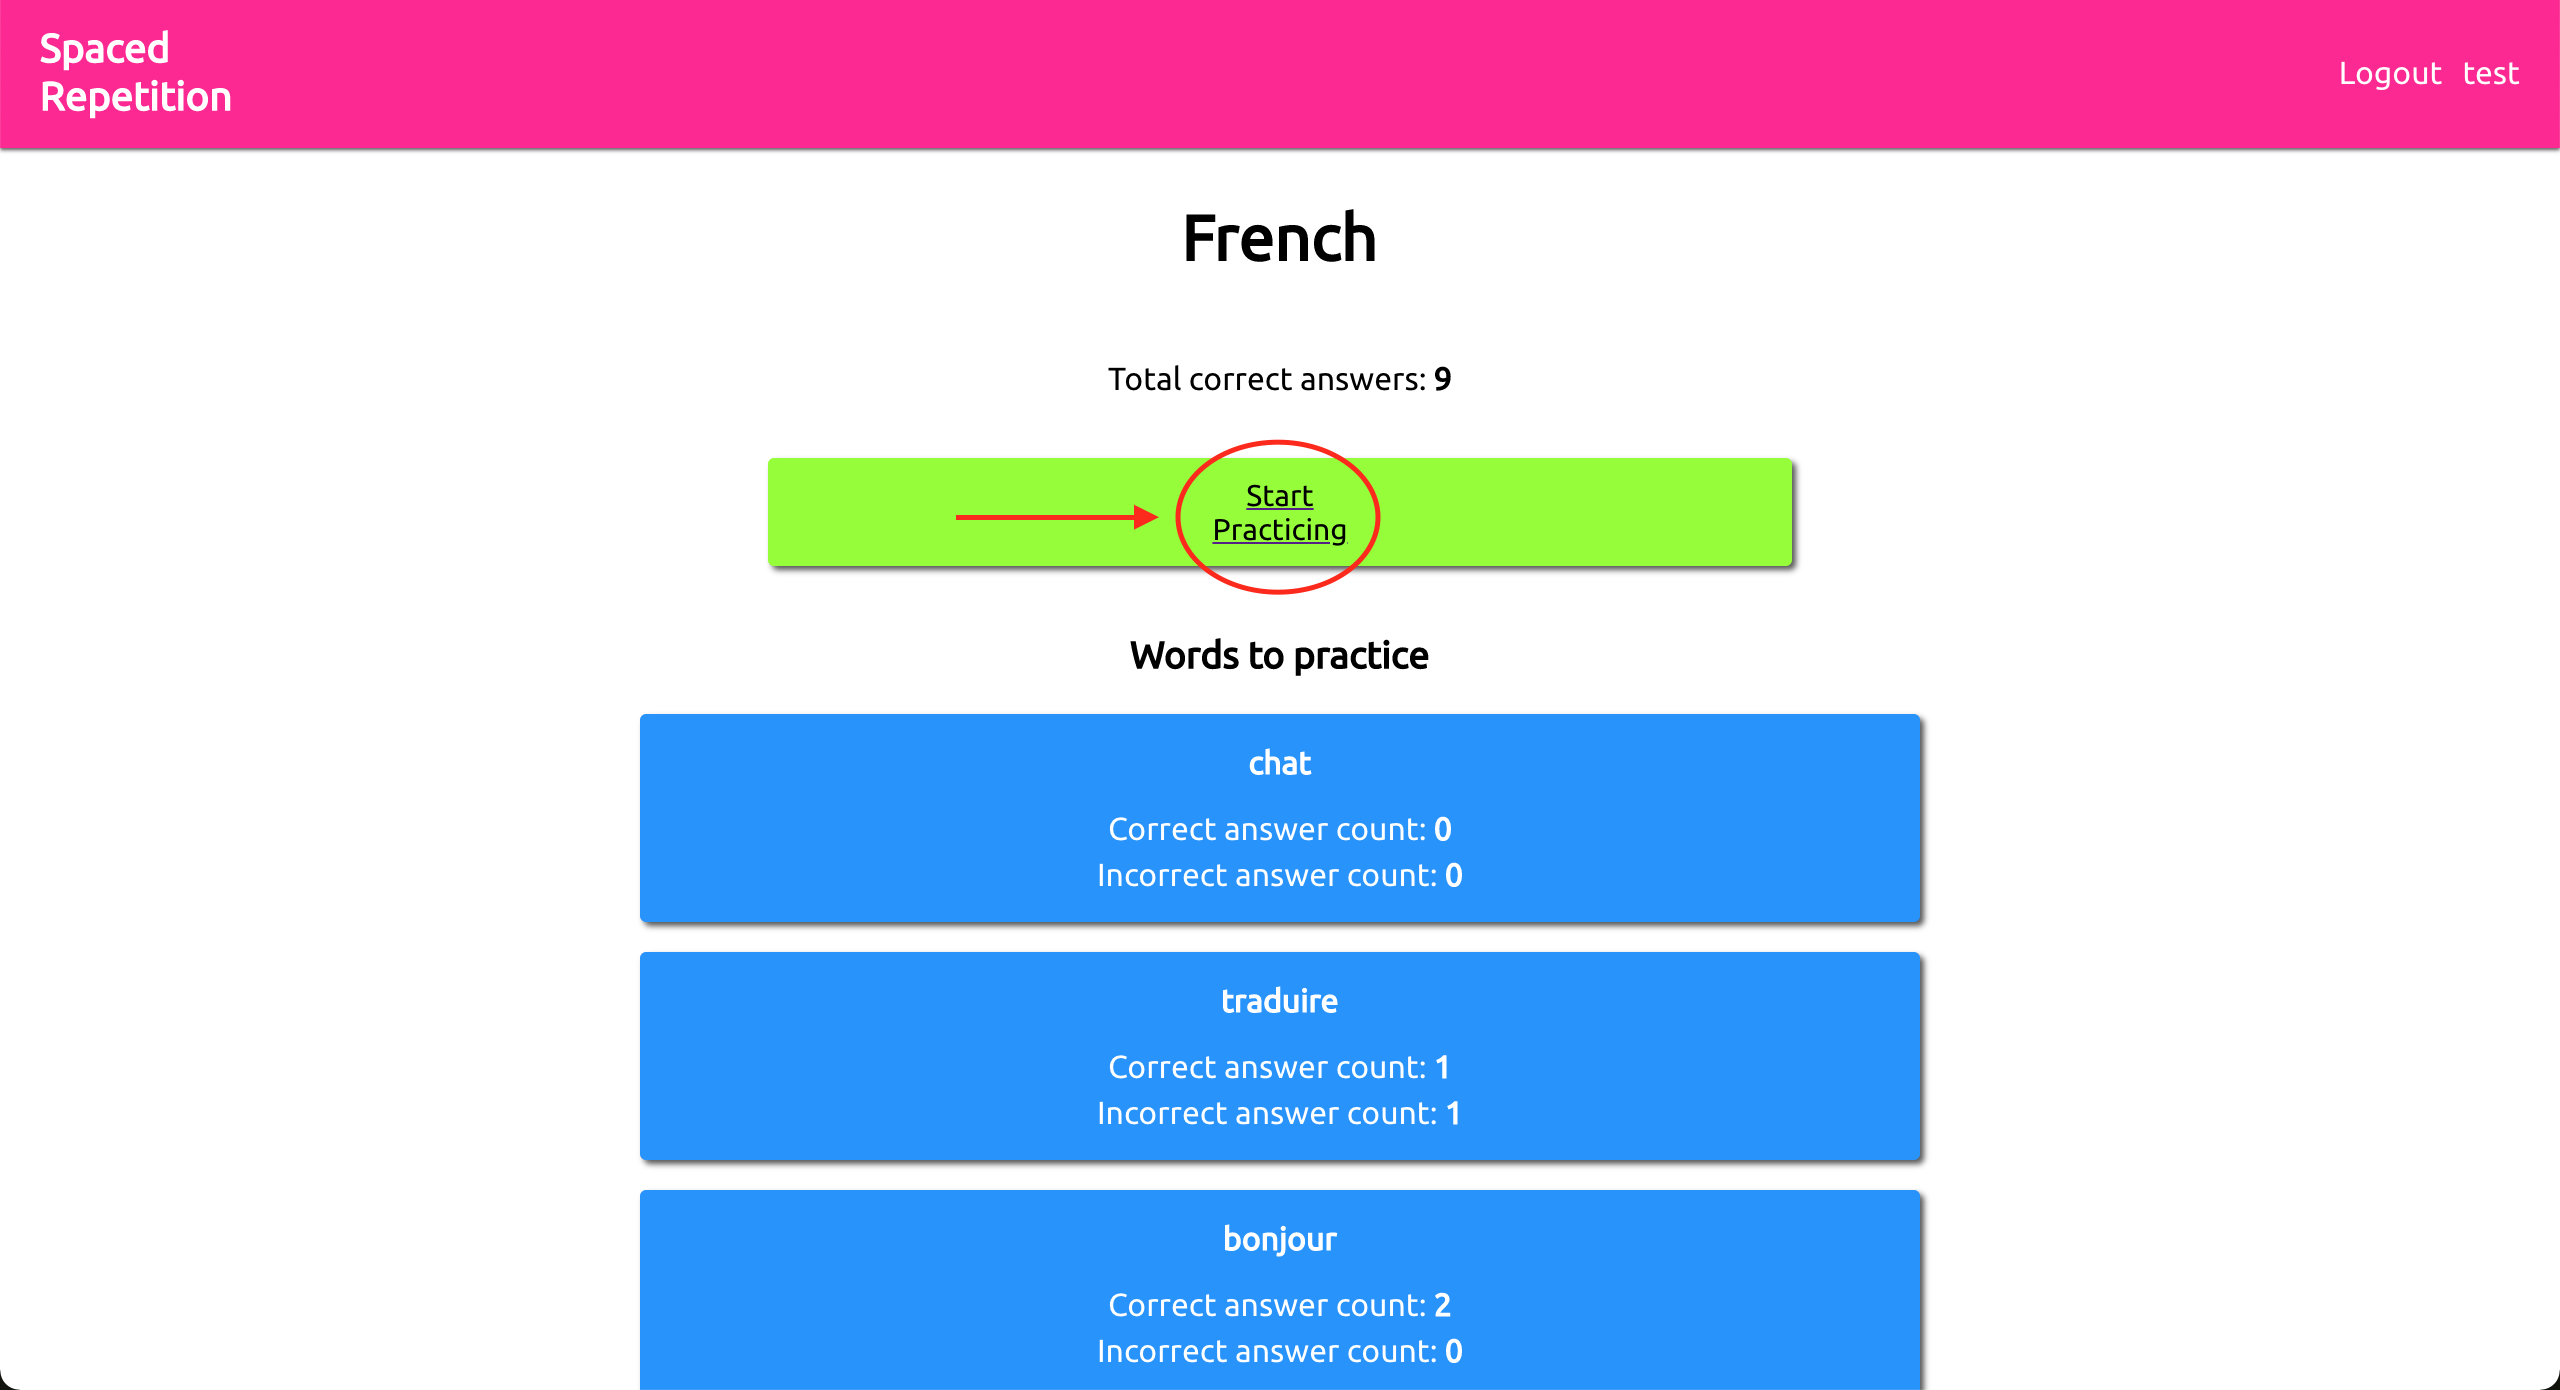 Spaced
Repetition
Logout test
French
Total correct answers: 9
Start
Practicing
Words to practice
chat
Correct answer count: 0
Incorrect answer count: 0
traduire
Correct answer count: 1
Incorrect answer count: 1
bonjour
Correct answer count: 2
Incorrect answer count: 0